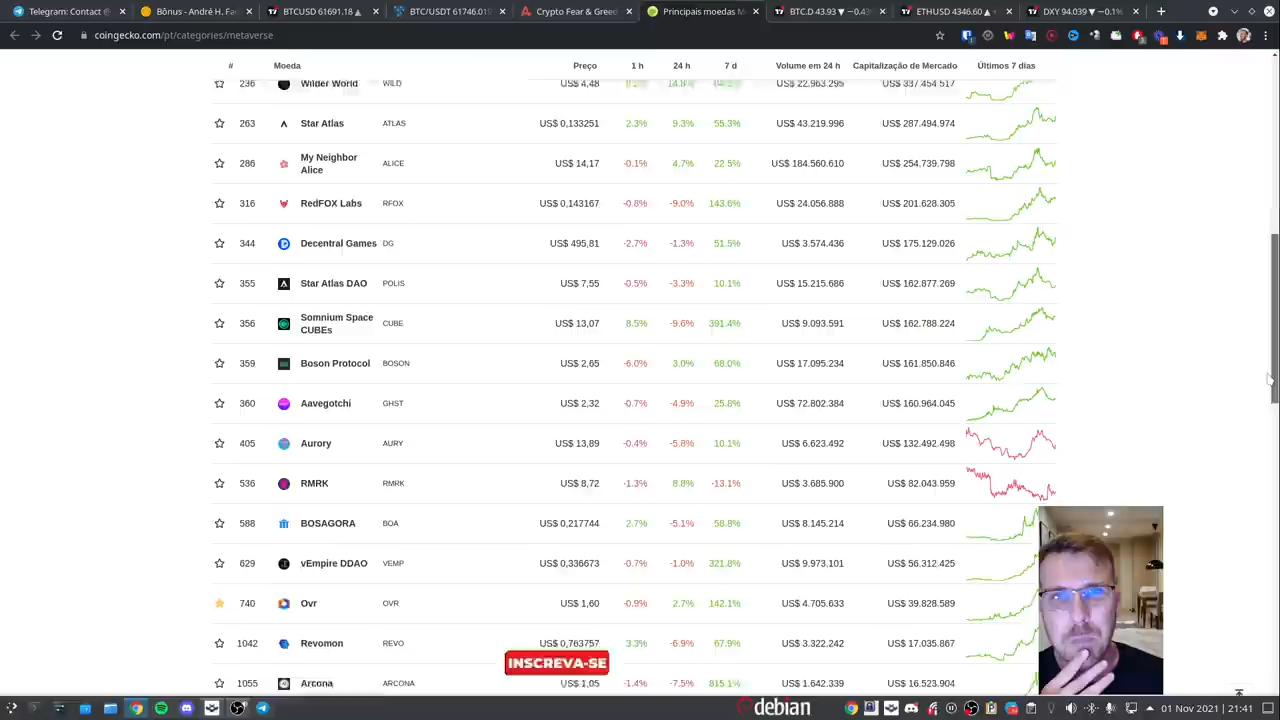 Telegram: Contact @
Bônus - André H. Fa
BTCUSD 61691.18 ▲
BTC/USDT 61746.01
Crypto Fear & Greed
Principais moedas M
BTC.D 43.93 ▼ −0.43
ETHUSD 4346.60 ▲
DXY 94.039 ▼ −0.1%
coingecko.com/pt/categories/metaverse
# Moeda Preço 1 h 24 h 7 d Volume em 24 h Capitalização de Mercado Últimos 7 dias
236 Wilder World WILD US$ 4,48 14.8% US$ 22.963.295 US$ 337.454.517
263 Star Atlas ATLAS US$ 0,133251 2.3% 9.3% 55.3% US$ 43.219.996 US$ 287.494.974
286 My Neighbor Alice ALICE US$ 14,17 -0.1% 4.7% 22.5% US$ 184.560.610 US$ 254.739.798
316 RedFOX Labs RFOX US$ 0,143167 -0.8% -9.0% 143.6% US$ 24.056.888 US$ 201.628.305
344 Decentral Games DG US$ 495,81 -2.7% -1.3% 51.5% US$ 3.574.436 US$ 175.129.026
355 Star Atlas DAO POLIS US$ 7,55 -0.5% -3.3% 10.1% US$ 15.215.686 US$ 162.877.269
356 Somnium Space CUBEs CUBE US$ 13,07 8.5% -9.6% 391.4% US$ 9.093.591 US$ 162.788.224
359 Boson Protocol BOSON US$ 2,65 -6.0% 3.0% 68.0% US$ 17.095.234 US$ 161.850.846
360 Aavegotchi GHST US$ 2,32 -0.7% -4.9% 25.8% US$ 72.802.384 US$ 160.964.045
405 Aurory AURY US$ 13,89 -0.4% -5.8% 10.1% US$ 6.623.492 US$ 132.492.498
536 RMRK RMRK US$ 8,72 -1.3% 8.8% -13.1% US$ 3.685.900 US$ 82.043.959
588 BOSAGORA BOA US$ 0,217744 2.7% -5.1% 58.8% US$ 8.145.214 US$ 66.234.980
629 vEmpire DDAO VEMP US$ 0,336673 -0.7% -1.0% 321.8% US$ 9.973.101 US$ 56.312.425
740 Ovr OVR US$ 1,60 -0.9% 2.7% 142.1% US$ 4.705.633 US$ 39.828.589
1042 Revomon REVO US$ 0,763757 3.3% -6.9% 67.9% US$ 3.322.242 US$ 17.035.867
INSCREVA-SE
1055 Arcona ARCONA US$ 1,05 -1.4% -7.5% 815.1% US$ 1.642.339 US$ 16.523.904
debian
01 Nov 2021 | 21:41